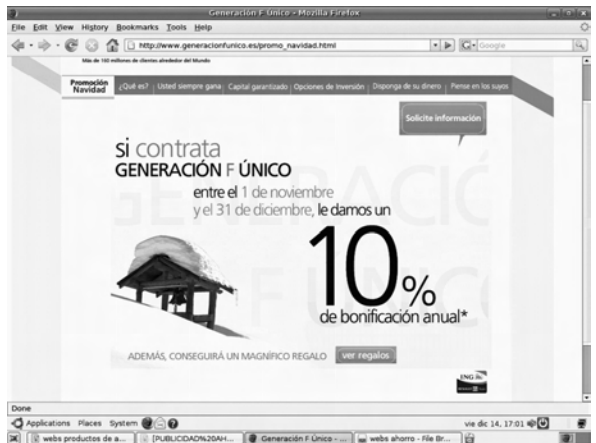 Generación F Único - Mozilla Firefox
File Edit View History Bookmarks Tools Help
http://www.generacionfunico.es/promo_navidad.html
Google
Más de 100 millones de clientes alrededor del Mundo
Promoción
Navidad
¿Qué es? Usted siempre gana Capital garantizado Opciones de Inversión Disponga de su dinero Piense en los suyos
Solicite información
si contrata
GENERACIÓN F ÚNICO
entre el 1 de noviembre
y el 31 de diciembre, le damos un
10%
de bonificación anual*
ADEMÁS, CONSEGUIRÁ UN MAGNÍFICO REGALO ver regalos
ING
Done
Applications Places System vie dic 14, 17:01
webs productos de a... [PUBLICIDAD%20AH... Generación F Único - ... webs ahorro - File Br...